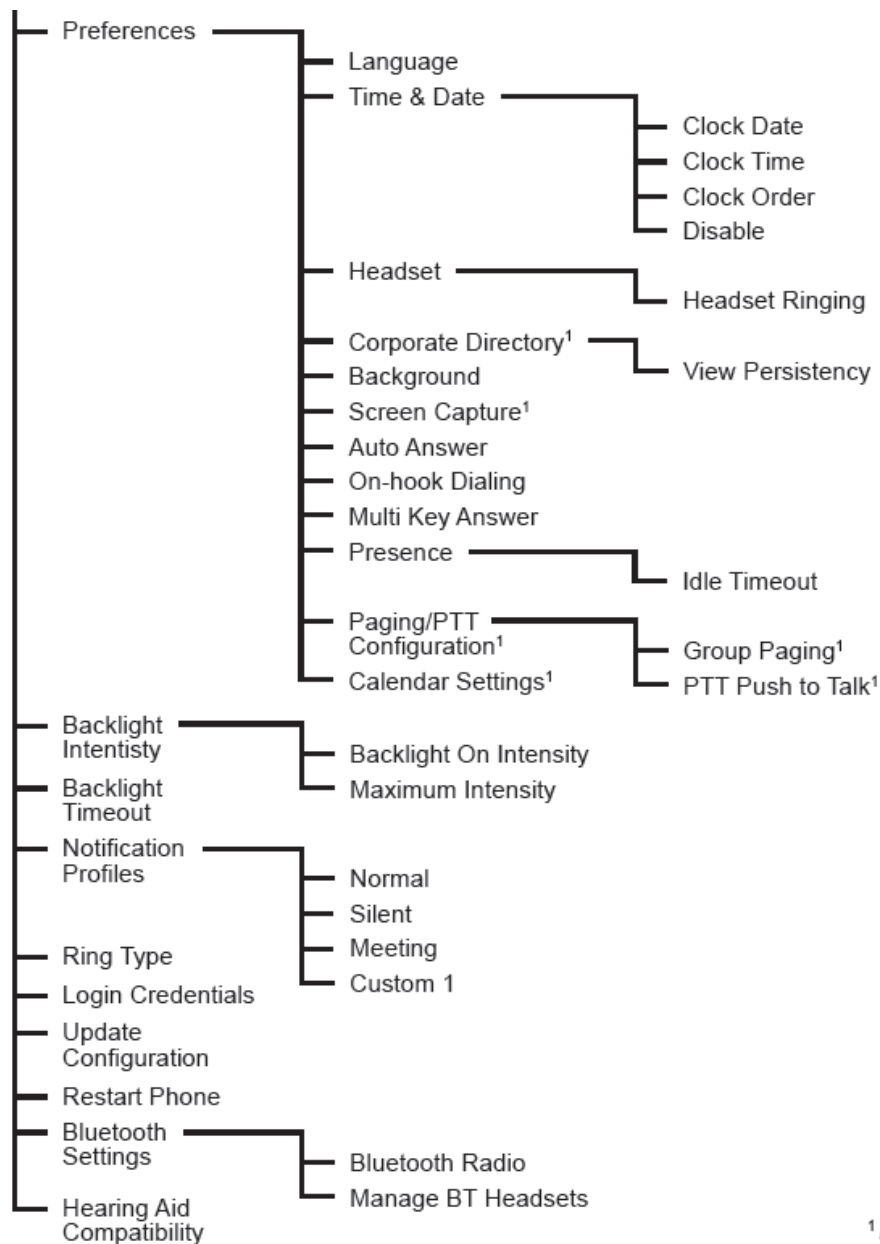 Preferences
Language
Time & Date
Clock Date
Clock Time
Clock Order
Disable
Headset
Headset Ringing
Corporate Directory¹
View Persistency
Background
Screen Capture¹
Auto Answer
On-hook Dialing
Multi Key Answer
Presence
Idle Timeout
Paging/PTT
Configuration¹
Group Paging¹
PTT Push to Talk¹
Calendar Settings¹
Backlight
Intentisty
Backlight On Intensity
Maximum Intensity
Backlight
Timeout
Notification
Profiles
Normal
Silent
Meeting
Custom 1
Ring Type
Login Credentials
Update
Configuration
Restart Phone
Bluetooth
Settings
Bluetooth Radio
Manage BT Headsets
Hearing Aid
Compatibility
¹